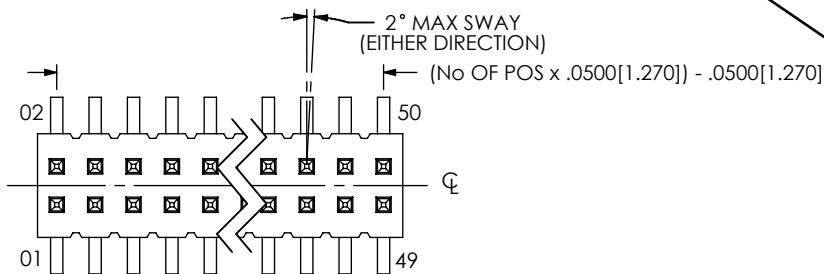 2° MAX SWAY
(EITHER DIRECTION)
(No OF POS x .0500[1.270]) - .0500[1.270]
02
50
℄
01
49